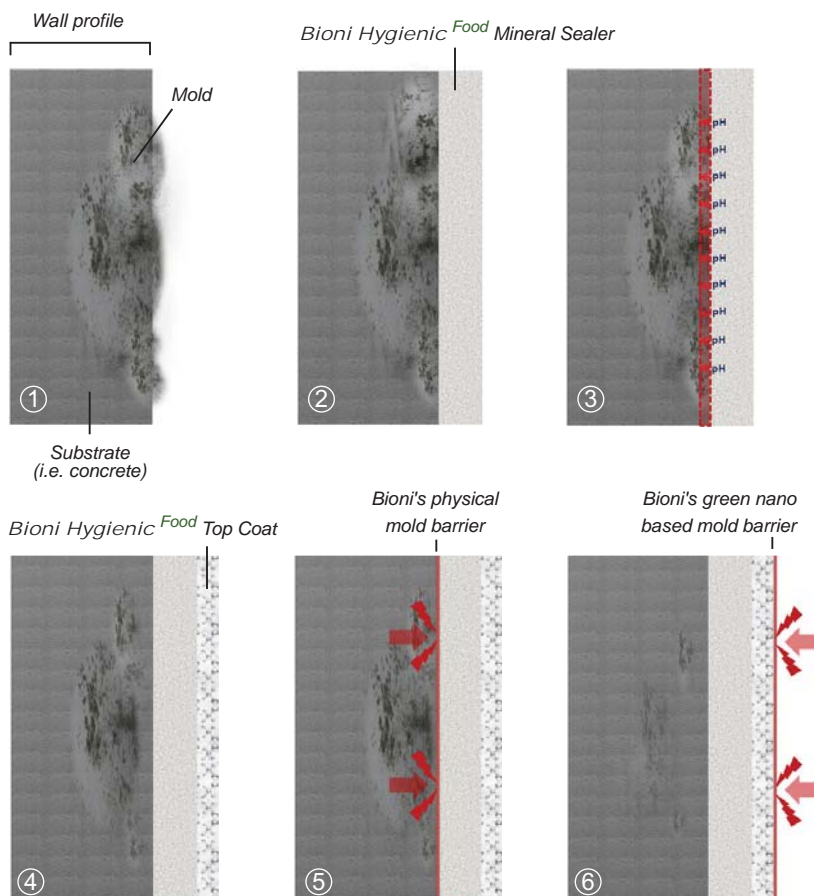 Wall profile
Bioni Hygienic Food Mineral Sealer
Mold
pH
pH
pH
pH
pH
pH
pH
pH
pH
pH
①
②
③
Substrate
(i.e. concrete)
Bioni Hygienic Food Top Coat
Bioni's physical
mold barrier
Bioni's green nano
based mold barrier
④
⑤
⑥